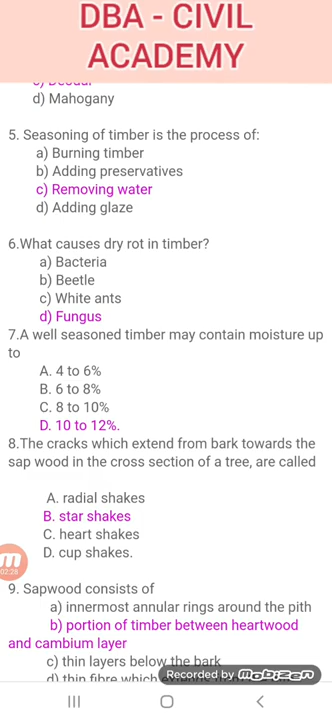 DBA - CIVIL
ACADEMY
d) Mahogany
5. Seasoning of timber is the process of:
a) Burning timber
b) Adding preservatives
c) Removing water
d) Adding glaze
6.What causes dry rot in timber?
a) Bacteria
b) Beetle
c) White ants
d) Fungus
7.A well seasoned timber may contain moisture up
to
A. 4 to 6%
B. 6 to 8%
C. 8 to 10%
D. 10 to 12%.
8.The cracks which extend from bark towards the
sap wood in the cross section of a tree, are called
A. radial shakes
B. star shakes
C. heart shakes
D. cup shakes.
02:28
9. Sapwood consists of
a) innermost annular rings around the pith
b) portion of timber between heartwood
and cambium layer
c) thin layers below the bark
Recorded by mobizen
d) thin fibre which